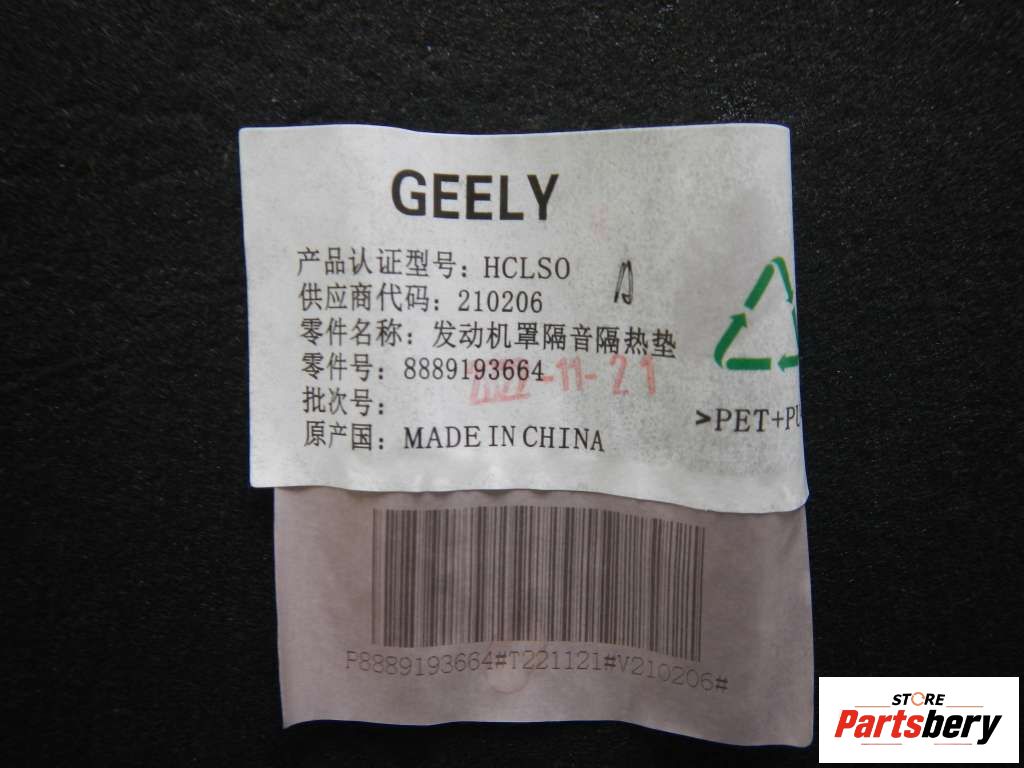 GEELY
产品认证型号: HCLSO
供应商代码: 210206
零件名称: 发动机罩隔音隔热垫
零件号: 8889193664
2022-11-21
批次号:
原产国: MADE IN CHINA
>PET+PU
P8889193664#T221121#V210206#
STORE
Partsbery